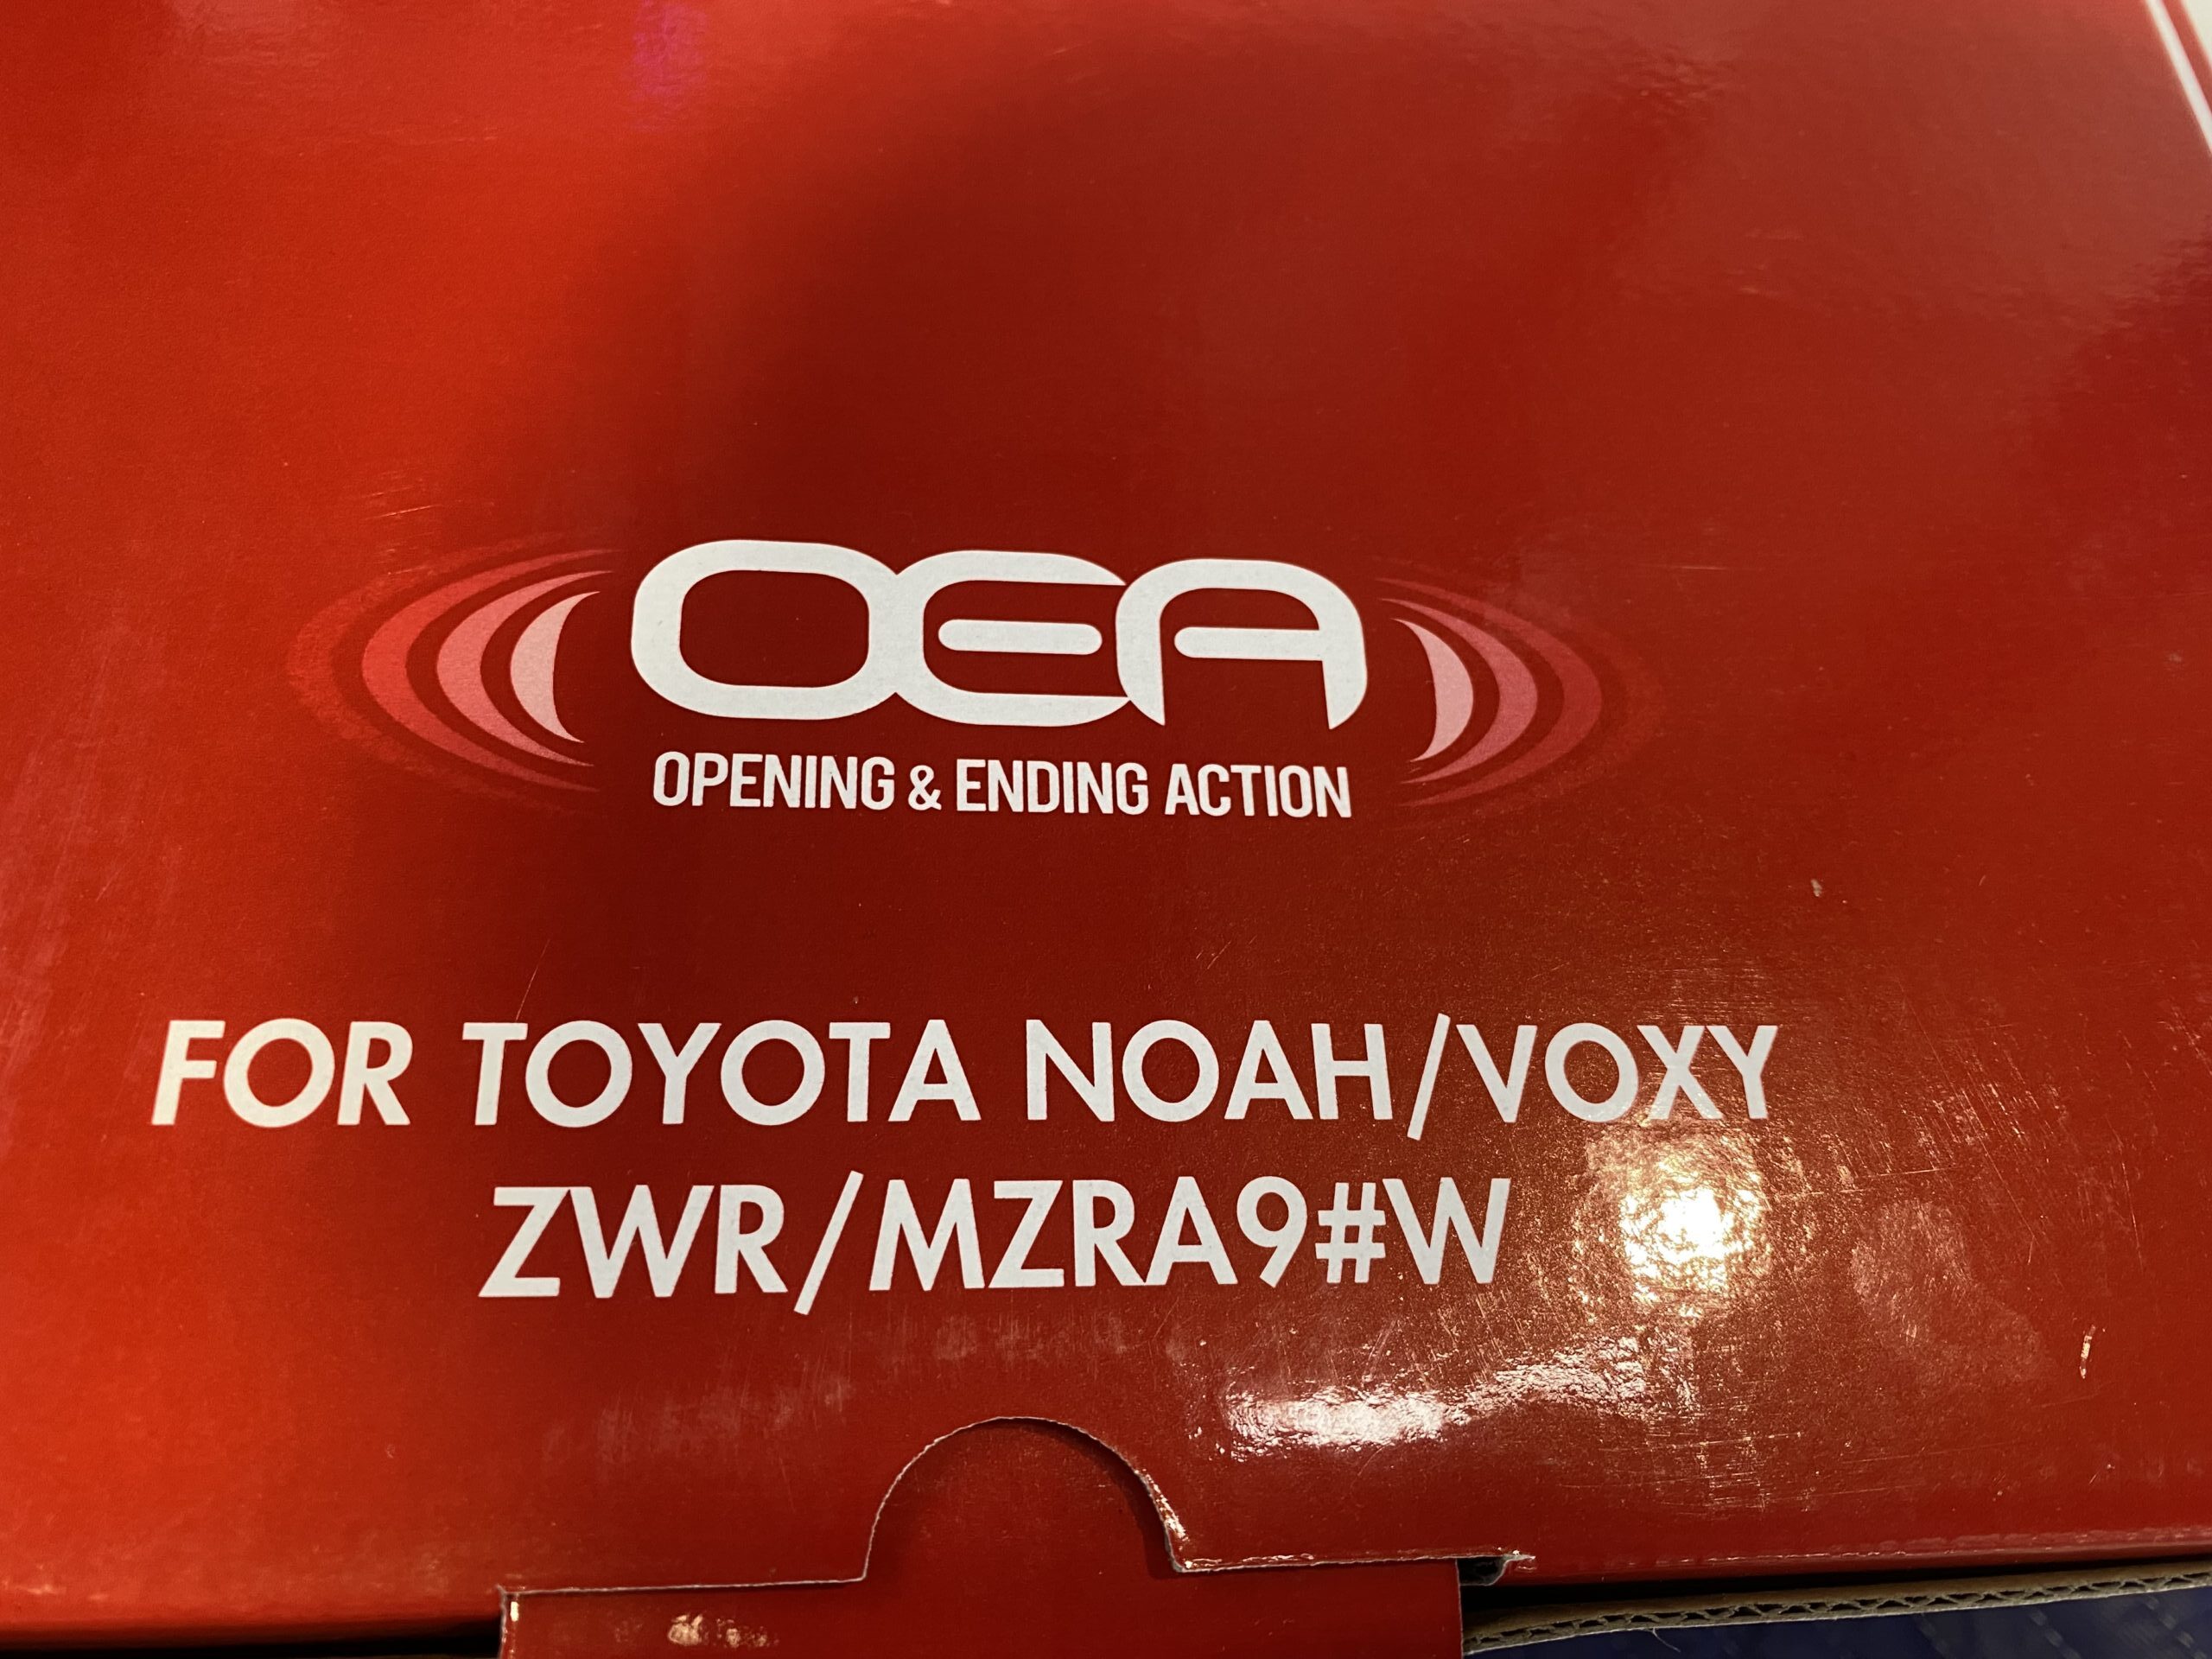 OEA
OPENING & ENDING ACTION
FOR TOYOTA NOAH/VOXY
ZWR/MZRA9#W